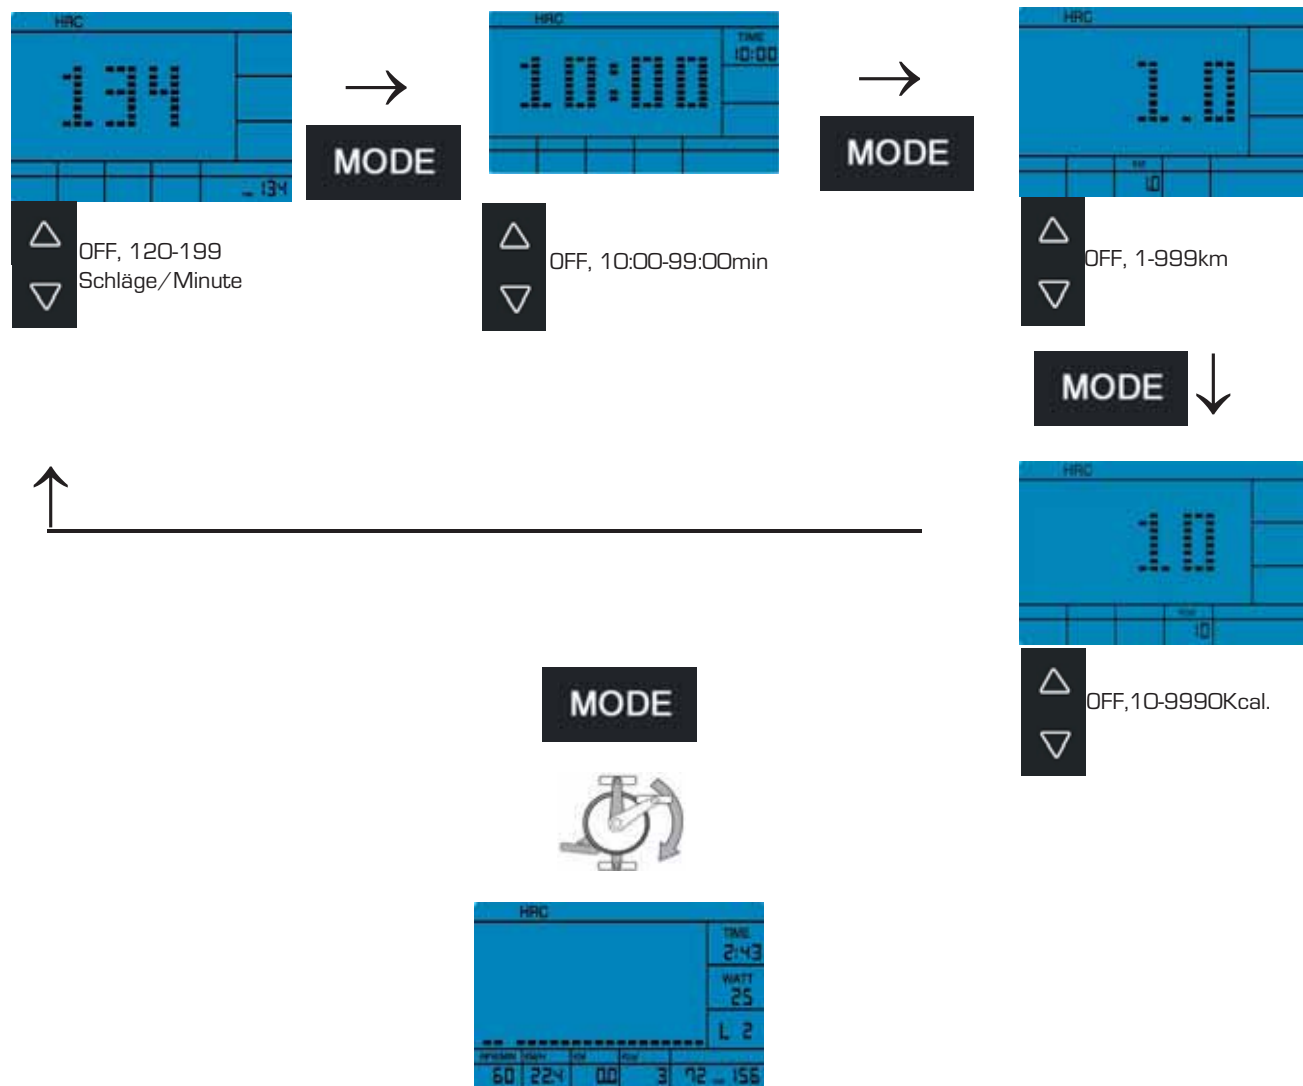 HRC
134
134
MODE
OFF, 120-199
Schläge/Minute
HRC
TIME
10:00
10:00
MODE
OFF, 10:00-99:00min
HRC
1.0
1.0
OFF, 1-999km
MODE
HRC
10
10
OFF,10-9990Kcal.
MODE
HRC
TIME
2:43
WATT
25
L 2
60 22.4 0.0 3 72 156